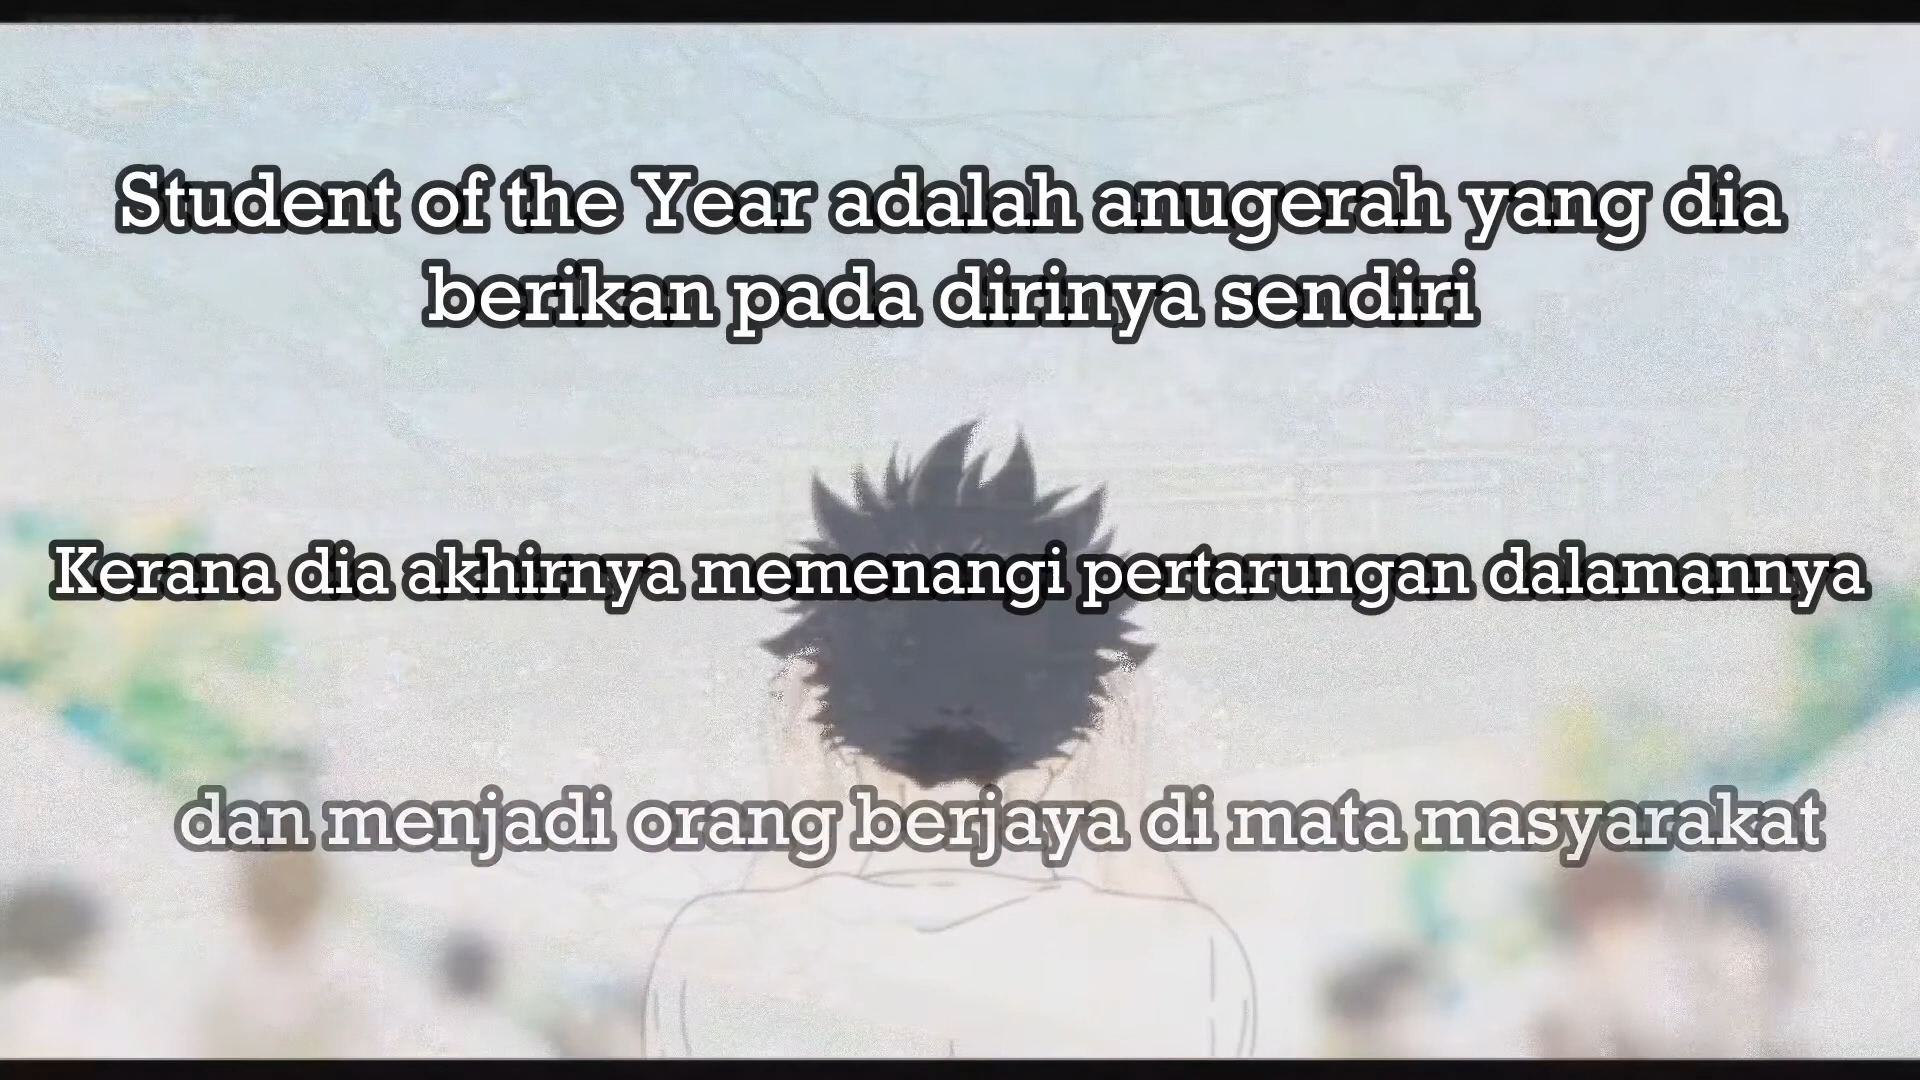 Student of the Year adalah anugerah yang dia
berikan pada dirinya sendiri
Kerana dia akhirnya memenangi pertarungan dalamannya
dan menjadi orang berjaya di mata masyarakat